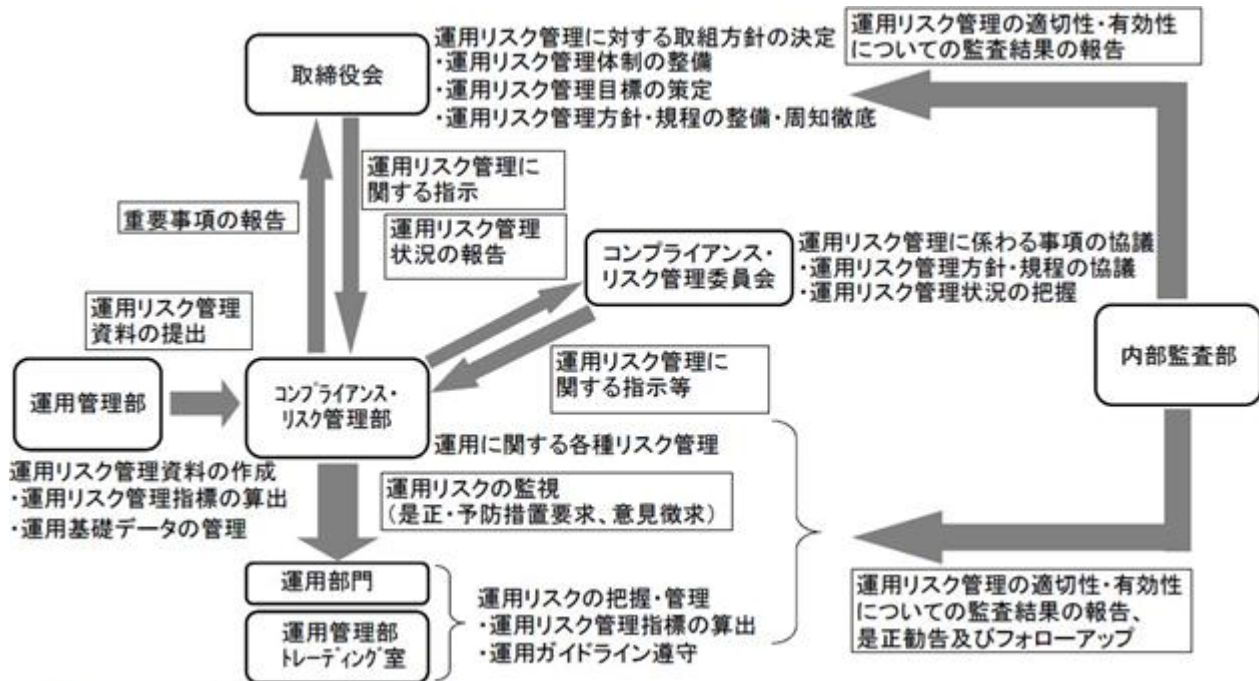 取締役会
運用リスク管理に対する取組方針の決定
・運用リスク管理体制の整備
・運用リスク管理目標の策定
・運用リスク管理方針・規程の整備・周知徹底
運用リスク管理の適切性・有効性
についての監査結果の報告
運用リスク管理に
関する指示
重要事項の報告
運用リスク管理
状況の報告
コンプライアンス・
リスク管理委員会
運用リスク管理に係わる事項の協議
・運用リスク管理方針・規程の協議
・運用リスク管理状況の把握
運用リスク管理
資料の提出
内部監査部
運用リスク管理に
関する指示等
運用管理部
コンプライアンス・
リスク管理部
運用に関する各種リスク管理
運用リスク管理資料の作成
・運用リスク管理指標の算出
・運用基礎データの管理
運用リスクの監視
（是正・予防措置要求、意見徴求）
運用部門
運用管理部
トレーディング室
運用リスクの把握・管理
・運用リスク管理指標の算出
・運用ガイドライン遵守
運用リスク管理の適切性・有効性
についての監査結果の報告、
是正勧告及びフォローアップ